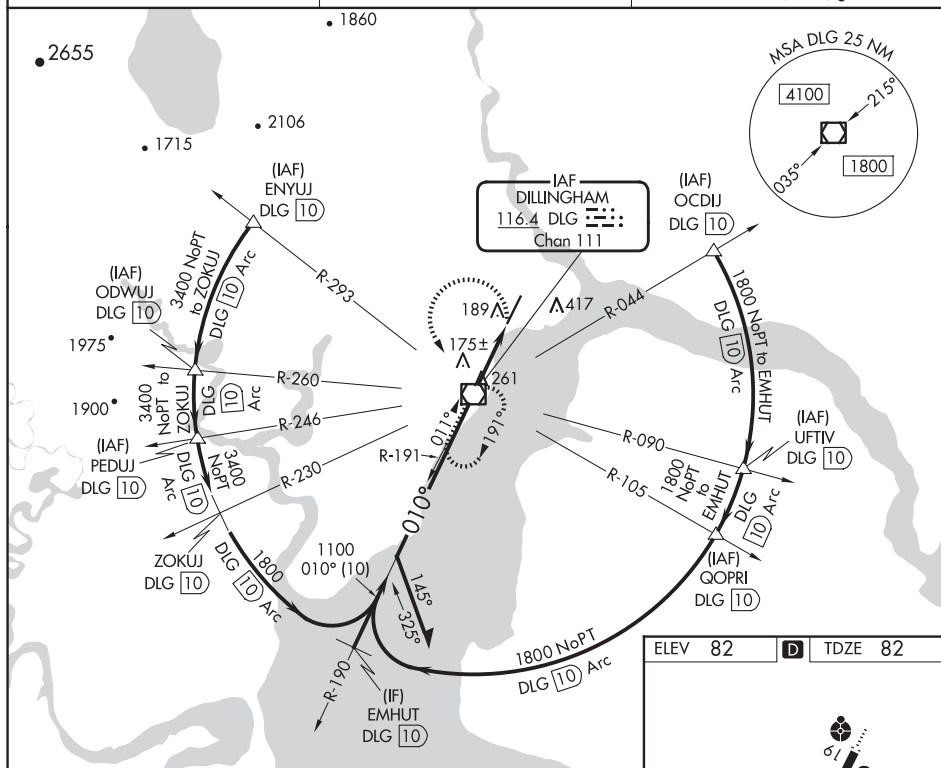 1860
2655
2106
1715
MSA DLG 25 NM
4100
215°
035°
1800
(IAF)
ENYUJ
DLG 10
IAF
DILLINGHAM
116.4 DLG
Chan 111
(IAF)
OCDIJ
DLG 10
3400 NoPT
to ZOKUJ
DLG 10 Arc
R-293
(IAF)
ODWUJ
DLG 10
189
417
R-044
1800 NoPT to EMHUT
DLG 10 Arc
1975
175±
R-260
261
3400
NoPT to
ZOKUJ
DLG 10 Arc
1900
R-246
011°
191°
R-090
(IAF)
UFTIV
DLG 10
(IAF)
PEDUJ
DLG 10
3400
NoPT
DLG 10 Arc
R-230
R-191
R-105
1800
NoPT
to
EMHUT
DLG 10 Arc
010°
ZOKUJ
DLG 10
1800
DLG 10 Arc
1100
010° (10)
145°
325°
(IAF)
QOPRI
DLG 10
1800 NoPT
DLG 10 Arc
R-190
(IF)
EMHUT
DLG 10
ELEV 82
D
TDZE 82
19